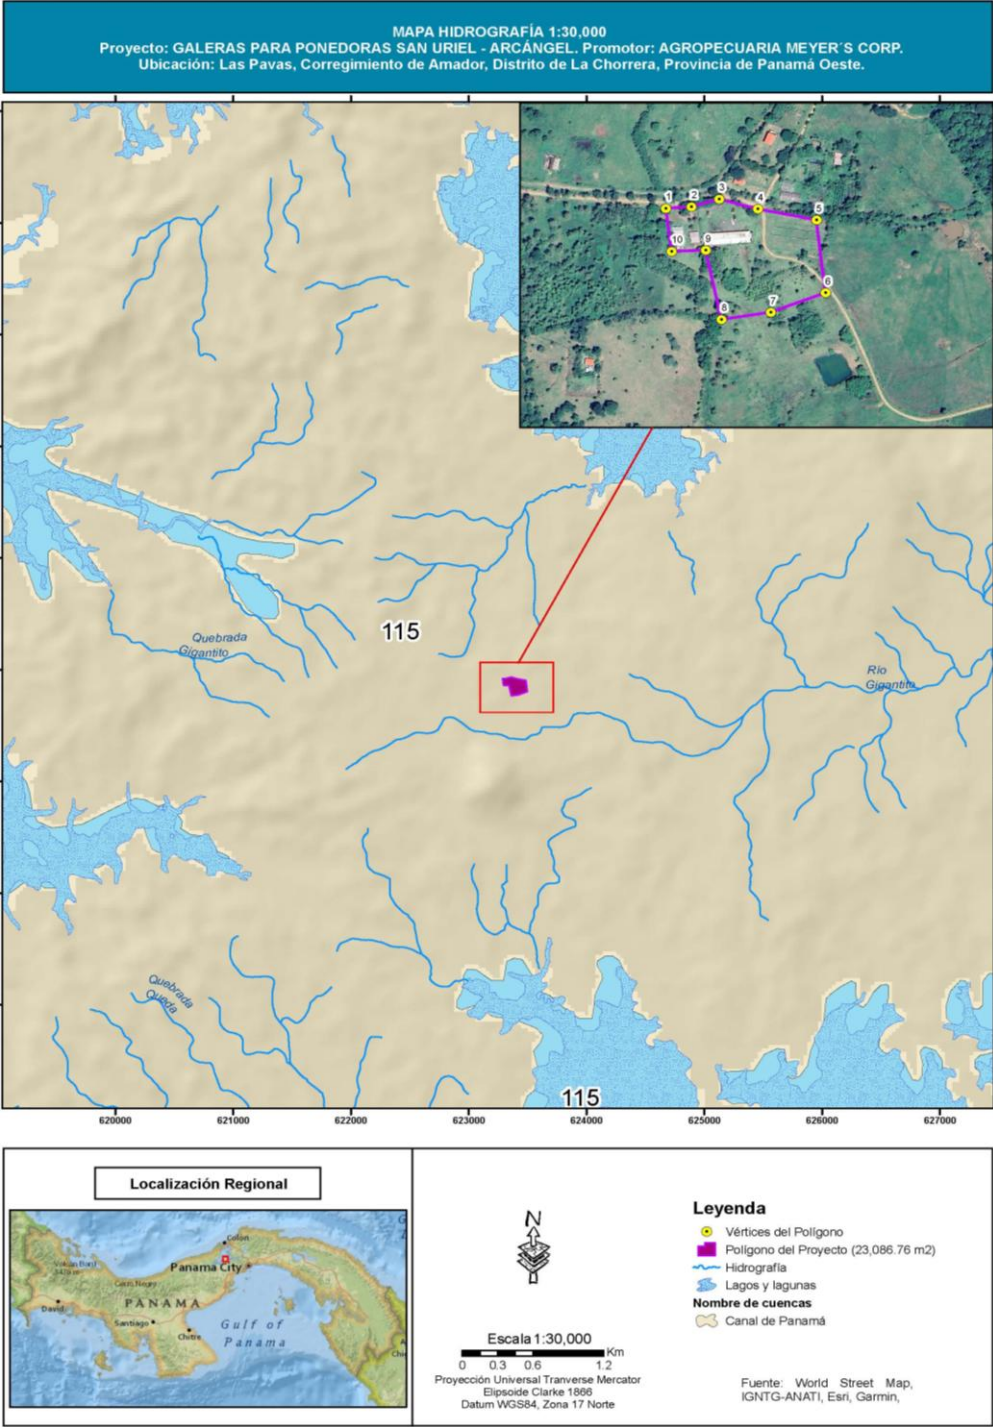 MAPA HIDROGRAFÍA 1:30,000
Proyecto: GALERAS PARA PONEDORAS SAN URIEL - ARCÁNGEL. Promotor: AGROPECUARIA MEYER´S CORP.
Ubicación: Las Pavas, Corregimiento de Amador, Distrito de La Chorrera, Provincia de Panamá Oeste.
1
2
3
4
5
10
9
6
7
8
115
Quebrada
Gigantito
Río
Gigantito
Quebrada
Queda
115
620000
621000
622000
623000
624000
625000
626000
627000
Localización Regional
Colón
Panama City
David
PANAMA
Santiago
Chitre
Gulf of
Panama
N
Escala 1:30,000
Km
0 0.3 0.6 1.2
Proyección Universal Tranverse Mercator
Elipsoide Clarke 1866
Datum WGS84, Zona 17 Norte
Leyenda
Vértices del Polígono
Polígono del Proyecto (23,086.76 m2)
Hidrografía
Lagos y lagunas
Nombre de cuencas
Canal de Panamá
Fuente: World Street Map,
IGNTG-ANATI, Esri, Garmin,